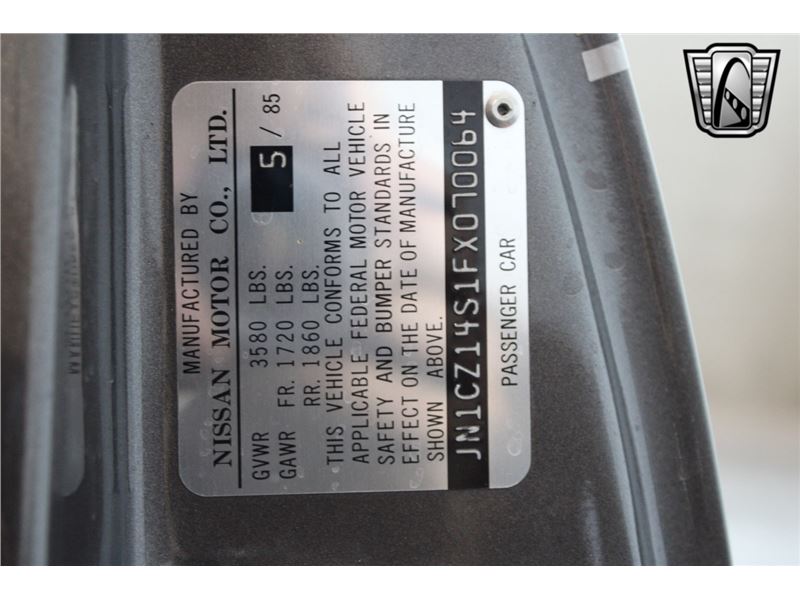 MANUFACTURED BY
NISSAN MOTOR CO., LTD.
5 / 85
GVWR 3580 LBS.
GAWR FR. 1720 LBS.
RR. 1860 LBS.
THIS VEHICLE CONFORMS TO ALL
APPLICABLE FEDERAL MOTOR VEHICLE
SAFETY AND BUMPER STANDARDS IN
EFFECT ON THE DATE OF MANUFACTURE
SHOWN ABOVE.
JN1CZ14S1FX070064
PASSENGER CAR